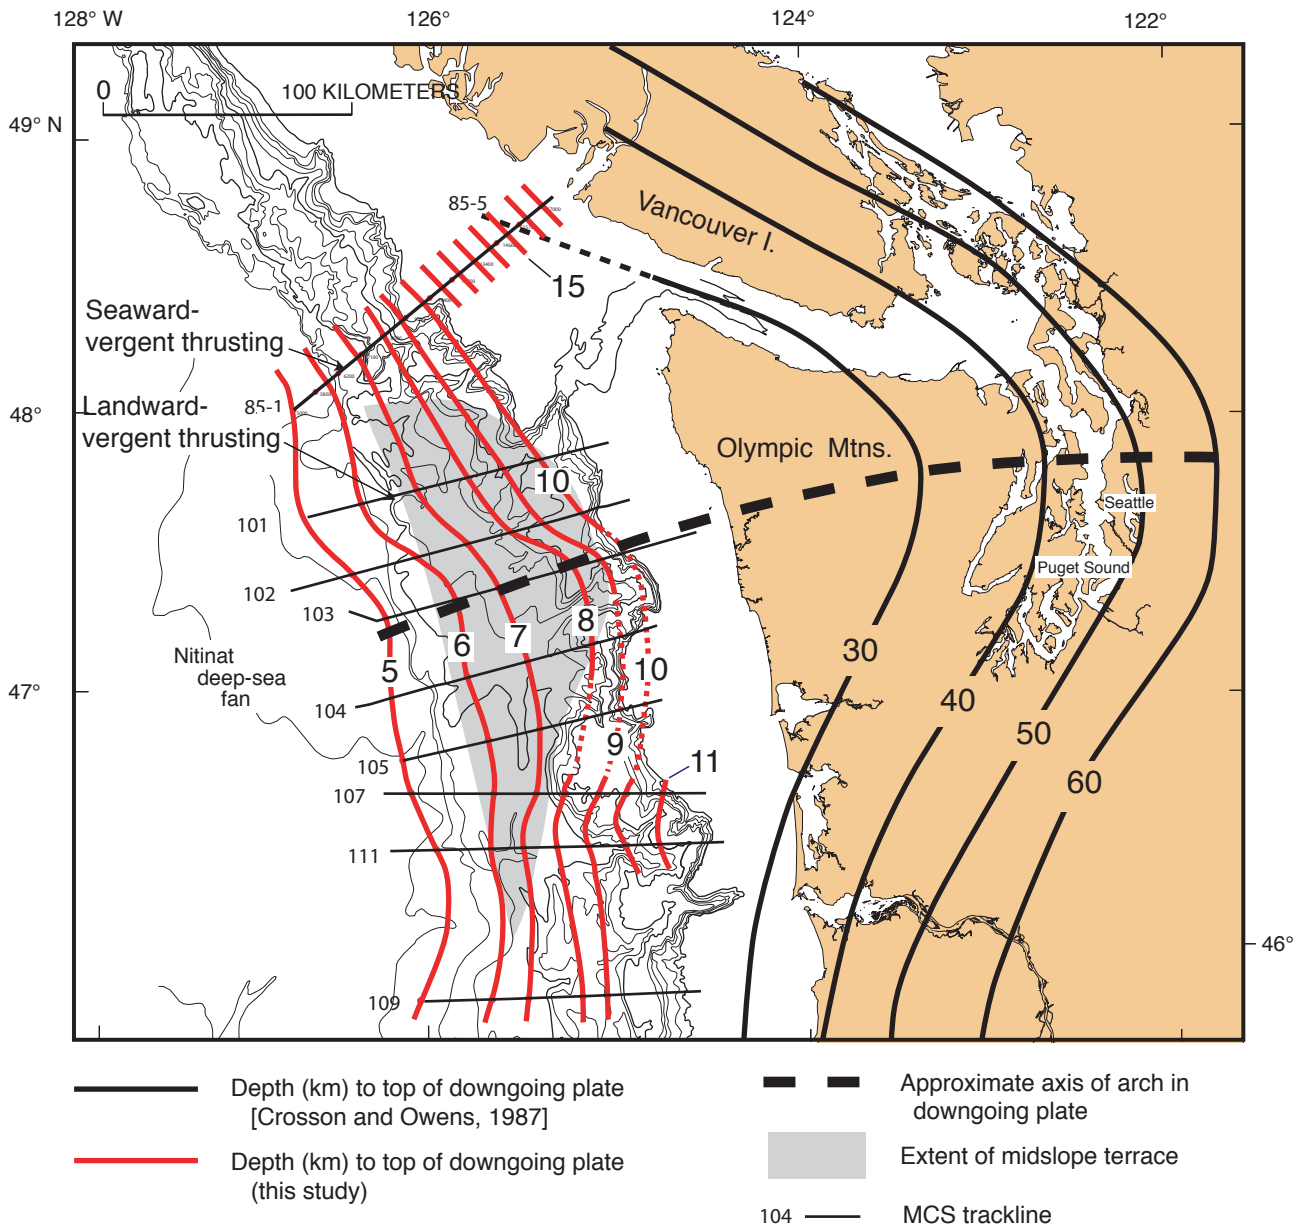 128° W
126°
124°
122°
0
100 KILOMETERS
49° N
85-5
Vancouver I.
15
Seaward-
vergent thrusting
48°
85-1
Landward-
vergent thrusting
Olympic Mtns.
10
101
Seattle
102
Puget Sound
103
5
6
7
8
10
30
Nitinat
deep-sea
fan
47°
104
40
9
50
105
11
60
107
111
46°
109
Depth (km) to top of downgoing plate
[Crosson and Owens, 1987]
Depth (km) to top of downgoing plate
(this study)
Approximate axis of arch in
downgoing plate
Extent of midslope terrace
104
MCS trackline